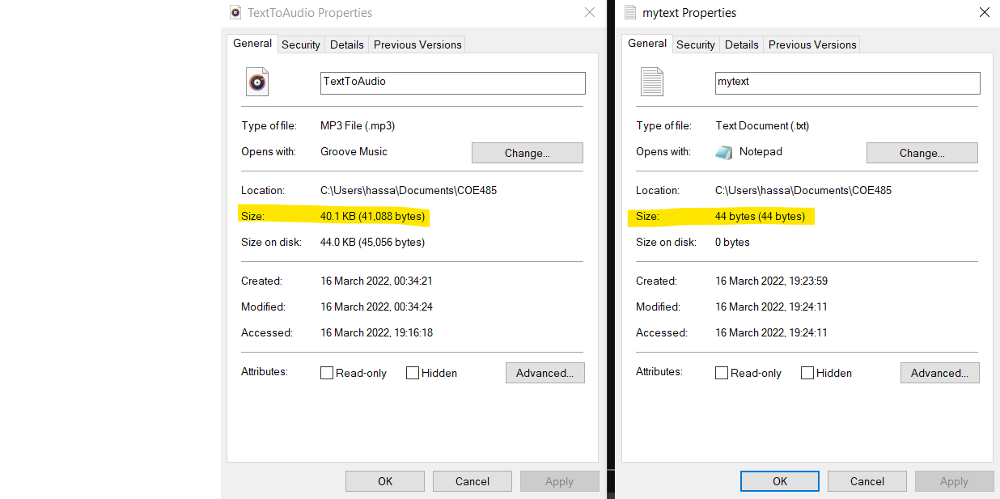 TextToAudio Properties
General Security Details Previous Versions
TextToAudio
Type of file: MP3 File (.mp3)
Opens with: Groove Music Change...
Location: C:\Users\hassa\Documents\COE485
Size: 40.1 KB (41,088 bytes)
Size on disk: 44.0 KB (45,056 bytes)
Created: 16 March 2022, 00:34:21
Modified: 16 March 2022, 00:34:24
Accessed: 16 March 2022, 19:16:18
Attributes: Read-only Hidden Advanced...
OK Cancel Apply
mytext Properties
General Security Details Previous Versions
mytext
Type of file: Text Document (.txt)
Opens with: Notepad Change...
Location: C:\Users\hassa\Documents\COE485
Size: 44 bytes (44 bytes)
Size on disk: 0 bytes
Created: 16 March 2022, 19:23:59
Modified: 16 March 2022, 19:24:11
Accessed: 16 March 2022, 19:24:11
Attributes: Read-only Hidden Advanced...
OK Cancel Apply